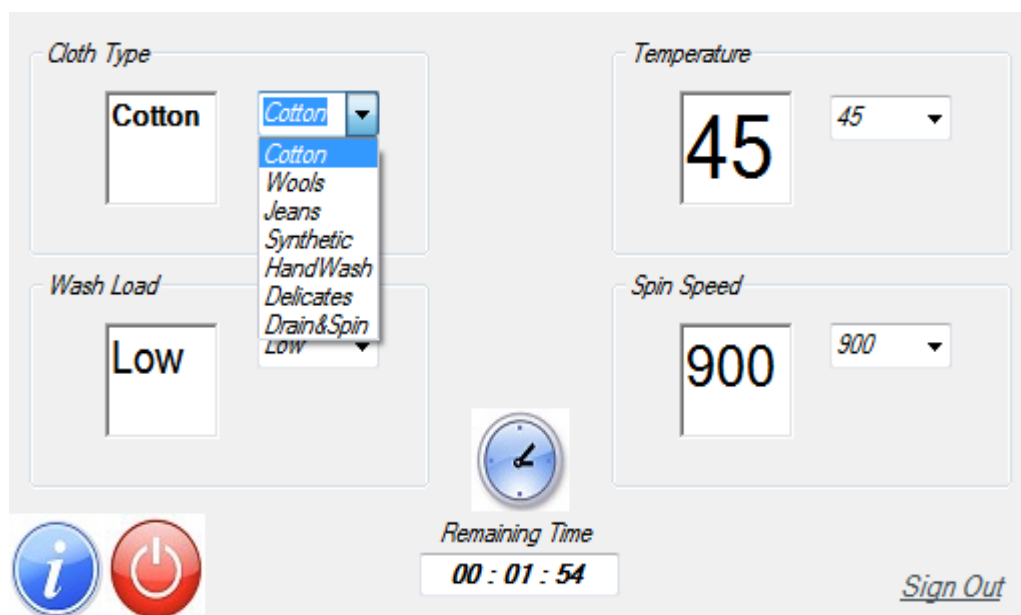 Cloth Type
Cotton
Cotton
Cotton
Wools
Jeans
Synthetic
HandWash
Delicates
Drain&Spin
Temperature
45
45
Wash Load
Low
Low
Spin Speed
900
900
Remaining Time
00 : 01 : 54
i
Sign Out